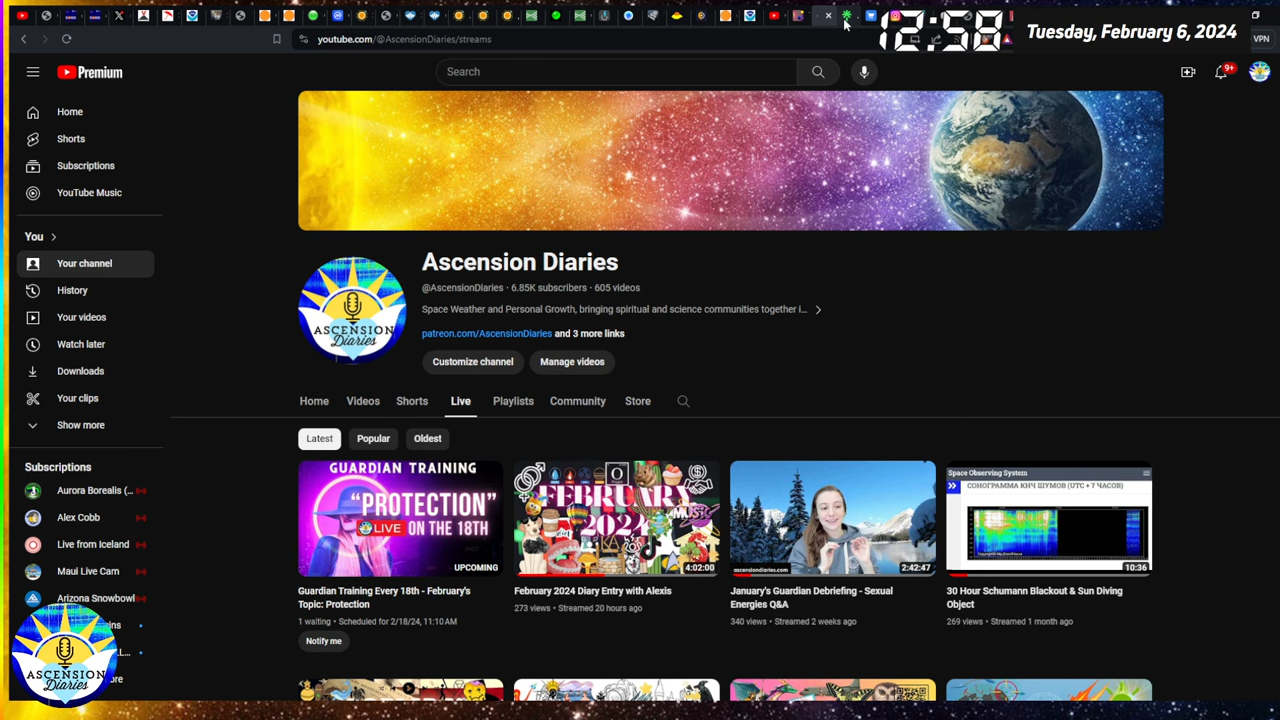 12:58
Tuesday, February 6, 2024
youtube.com/@AscensionDiaries/streams
VPN
Premium
Search
9+
Home
Shorts
Subscriptions
YouTube Music
You
Your channel
History
Your videos
Watch later
Downloads
Your clips
Show more
Subscriptions
Aurora Borealis (...
Alex Cobb
Live from Iceland
Maui Live Cam
Arizona Snowbowl
ASCENSION
Diaries
ASCENSION
Diaries
Ascension Diaries
@AscensionDiaries · 6.85K subscribers · 605 videos
Space Weather and Personal Growth, bringing spiritual and science communities together i...
patreon.com/AscensionDiaries and 3 more links
Customize channel
Manage videos
Home
Videos
Shorts
Live
Playlists
Community
Store
Latest
Popular
Oldest
GUARDIAN TRAINING
"PROTECTION"
LIVE ON THE 18TH
UPCOMING
Guardian Training Every 18th - February's
Topic: Protection
1 waiting · Scheduled for 2/18/24, 11:10 AM
Notify me
FEBRUARY
2024
MUSIC
4:02:00
February 2024 Diary Entry with Alexis
273 views · Streamed 20 hours ago
ascensiondiaries.com
2:42:47
January's Guardian Debriefing - Sexual
Energies Q&A
340 views · Streamed 2 weeks ago
Space Observing System
СОНОГРАММА КНЧ ШУМОВ (UTC + 7 ЧАСОВ)
10:36
30 Hour Schumann Blackout & Sun Diving
Object
269 views · Streamed 1 month ago